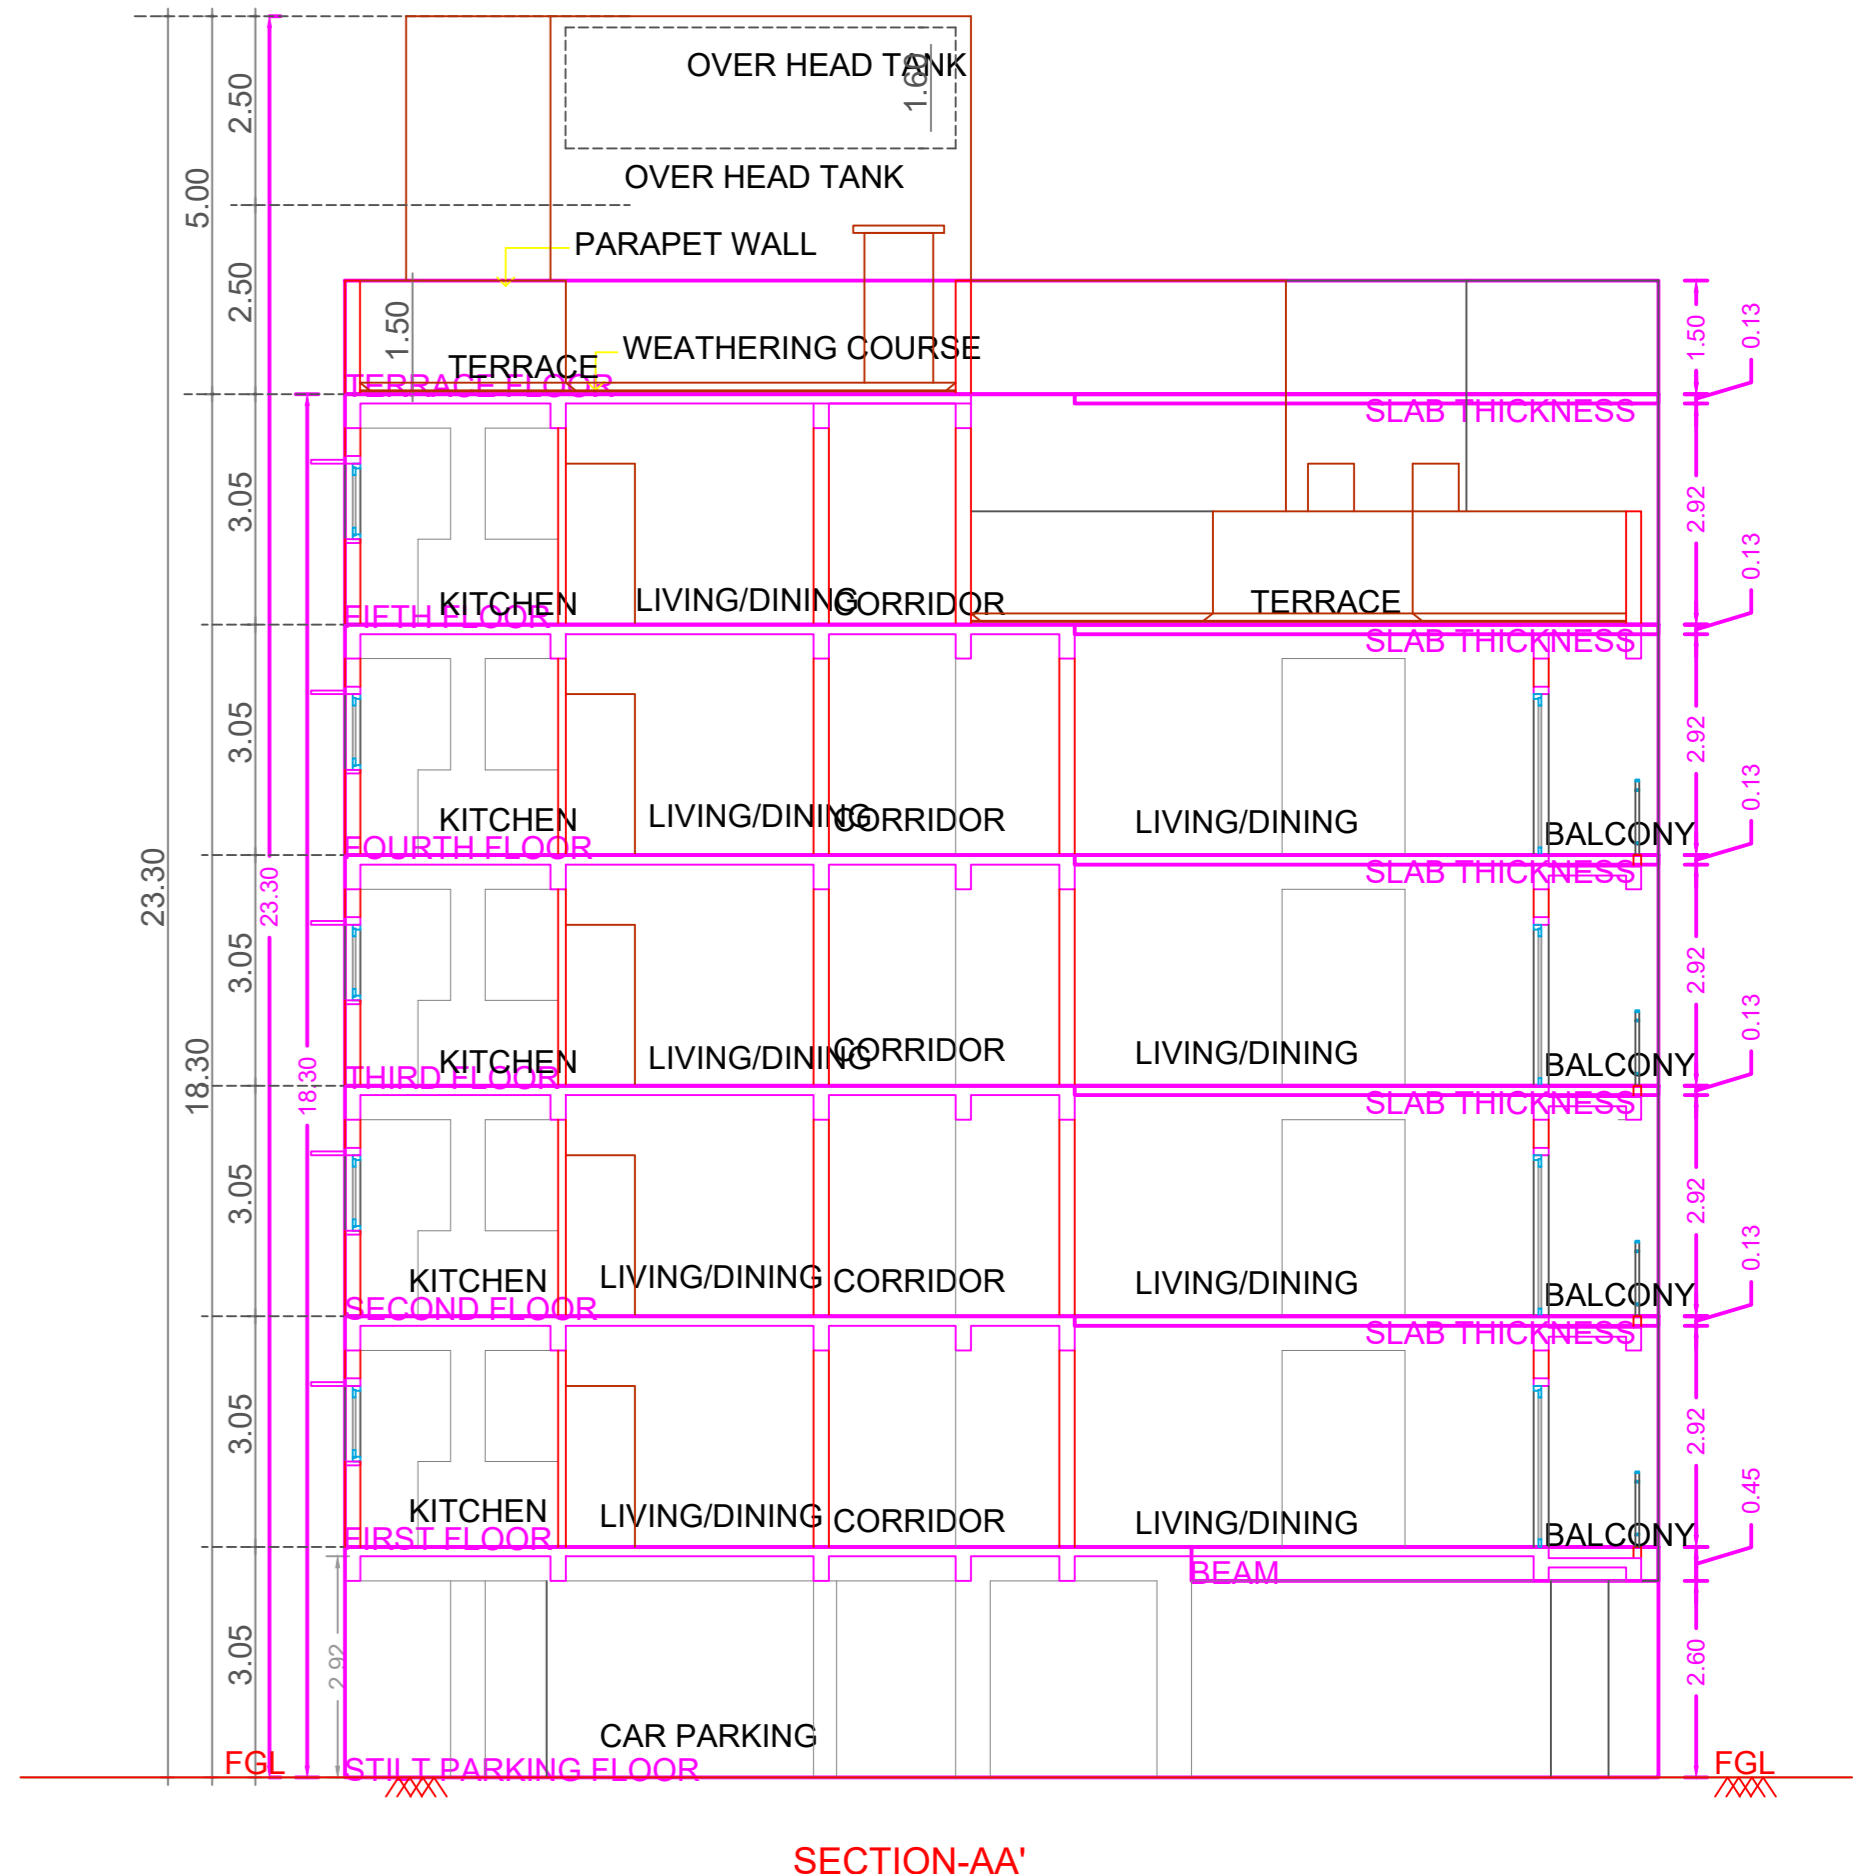 OVER HEAD TANK
1.60
2.50
OVER HEAD TANK
5.00
PARAPET WALL
2.50
1.50
1.50
0.13
WEATHERING COURSE
TERRACE
TERRACE FLOOR
SLAB THICKNESS
3.05
2.92
0.13
KITCHEN
LIVING/DINING
CORRIDOR
TERRACE
FIFTH FLOOR
SLAB THICKNESS
3.05
2.92
0.13
KITCHEN
LIVING/DINING
CORRIDOR
LIVING/DINING
BALCONY
FOURTH FLOOR
SLAB THICKNESS
23.30
23.30
3.05
2.92
0.13
KITCHEN
LIVING/DINING
CORRIDOR
LIVING/DINING
BALCONY
THIRD FLOOR
SLAB THICKNESS
18.30
18.30
3.05
2.92
0.13
KITCHEN
LIVING/DINING
CORRIDOR
LIVING/DINING
BALCONY
SECOND FLOOR
SLAB THICKNESS
3.05
2.92
0.45
KITCHEN
LIVING/DINING
CORRIDOR
LIVING/DINING
BALCONY
FIRST FLOOR
BEAM
3.05
2.92
2.60
CAR PARKING
FGL
STILT PARKING FLOOR
FGL
SECTION-AA'